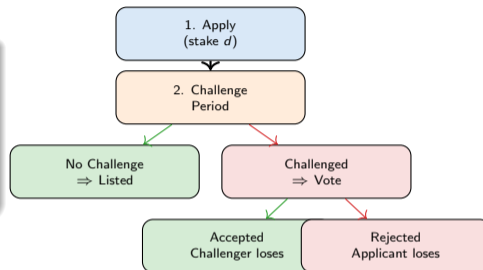 1. Apply
(stake d)
2. Challenge
Period
No Challenge
⇒ Listed
Challenged
⇒ Vote
Accepted
Challenger loses
Rejected
Applicant loses